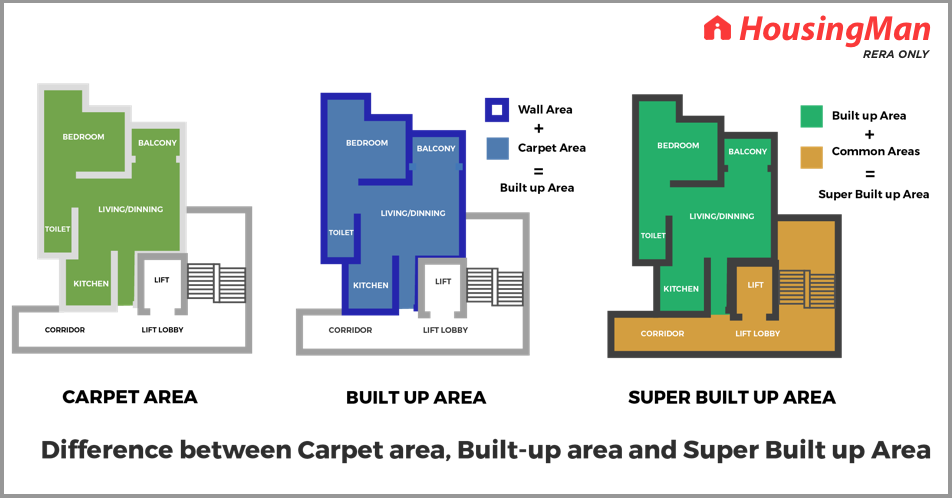 HousingMan
RERA ONLY
BEDROOM
BALCONY
LIVING/DINNING
TOILET
KITCHEN
LIFT
CORRIDOR
LIFT LOBBY
CARPET AREA
Wall Area
+
Carpet Area
=
Built up Area
BEDROOM
BALCONY
LIVING/DINNING
TOILET
KITCHEN
LIFT
CORRIDOR
LIFT LOBBY
BUILT UP AREA
Built up Area
+
Common Areas
=
Super Built up Area
BEDROOM
BALCONY
LIVING/DINNING
TOILET
KITCHEN
LIFT
CORRIDOR
LIFT LOBBY
SUPER BUILT UP AREA
Difference between Carpet area, Built-up area and Super Built up Area